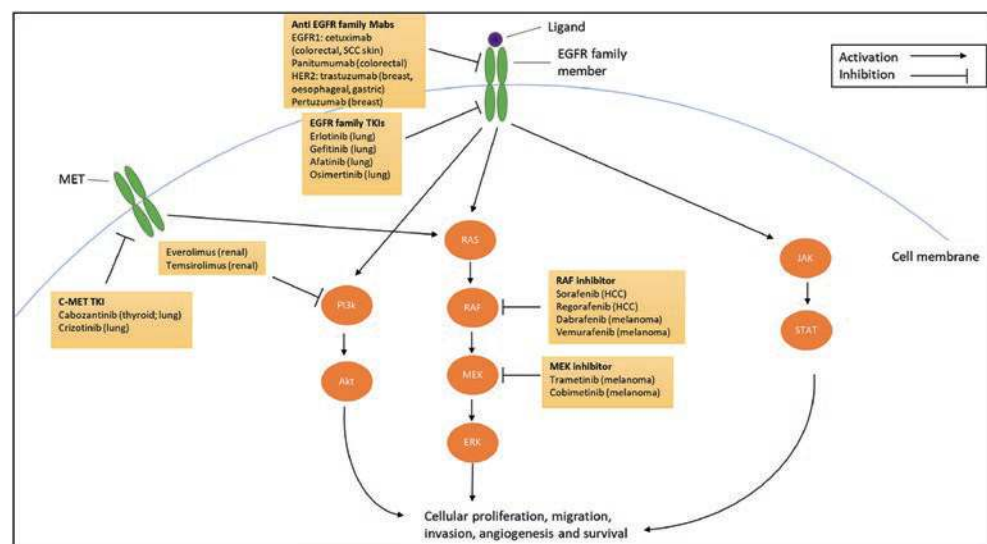 Anti EGFR family Mabs
EGFR1: cetuximab
(colorectal, SCC skin)
Panitumumab (colorectal)
HER2: trastuzumab (breast,
oesophageal, gastric)
Pertuzumab (breast)
Ligand
EGFR family
member
Activation
Inhibition
EGFR family TKIs
Erlotinib (lung)
Gefitinib (lung)
Afatinib (lung)
Osimertinib (lung)
MET
Everolimus (renal)
Temsirolimus (renal)
C-MET TKI
Cabozantinib (thyroid; lung)
Crizotinib (lung)
RAS
JAK
Cell membrane
PI3k
RAF
RAF inhibitor
Sorafenib (HCC)
Regorafenib (HCC)
Dabrafenib (melanoma)
Vemurafenib (melanoma)
STAT
Akt
MEK
MEK inhibitor
Trametinib (melanoma)
Cobimetinib (melanoma)
ERK
Cellular proliferation, migration,
invasion, angiogenesis and survival